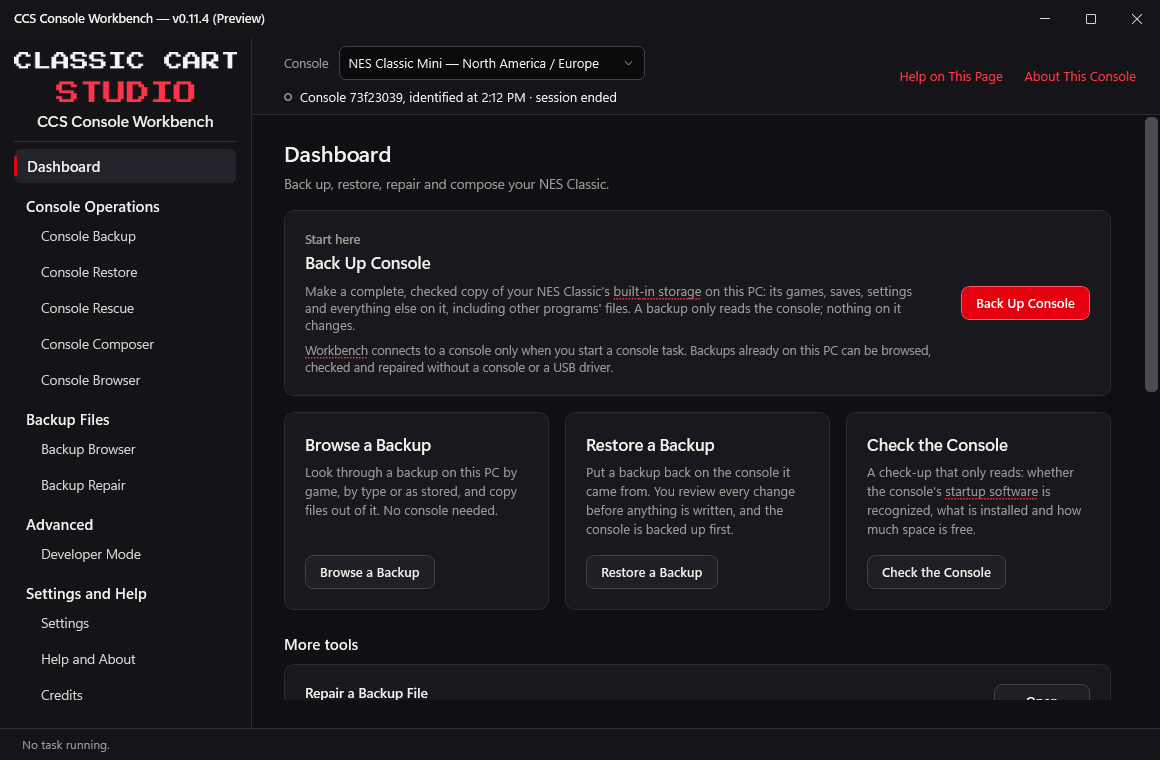 CCS Console Workbench — v0.11.4 (Preview)
CLASSIC CART
STUDIO
CCS Console Workbench
Dashboard
Console Operations
Console Backup
Console Restore
Console Rescue
Console Composer
Console Browser
Backup Files
Backup Browser
Backup Repair
Advanced
Developer Mode
Settings and Help
Settings
Help and About
Credits
Console
NES Classic Mini — North America / Europe
Console 73f23039, identified at 2:12 PM · session ended
Help on This Page
About This Console
Dashboard
Back up, restore, repair and compose your NES Classic.
Start here
Back Up Console
Make a complete, checked copy of your NES Classic's built-in storage on this PC: its games, saves, settings
and everything else on it, including other programs' files. A backup only reads the console; nothing on it
changes.
Workbench connects to a console only when you start a console task. Backups already on this PC can be browsed,
checked and repaired without a console or a USB driver.
Back Up Console
Browse a Backup
Look through a backup on this PC by
game, by type or as stored, and copy
files out of it. No console needed.
Browse a Backup
Restore a Backup
Put a backup back on the console it
came from. You review every change
before anything is written, and the
console is backed up first.
Restore a Backup
Check the Console
A check-up that only reads: whether
the console's startup software is
recognized, what is installed and how
much space is free.
Check the Console
More tools
Repair a Backup File
Open
No task running.